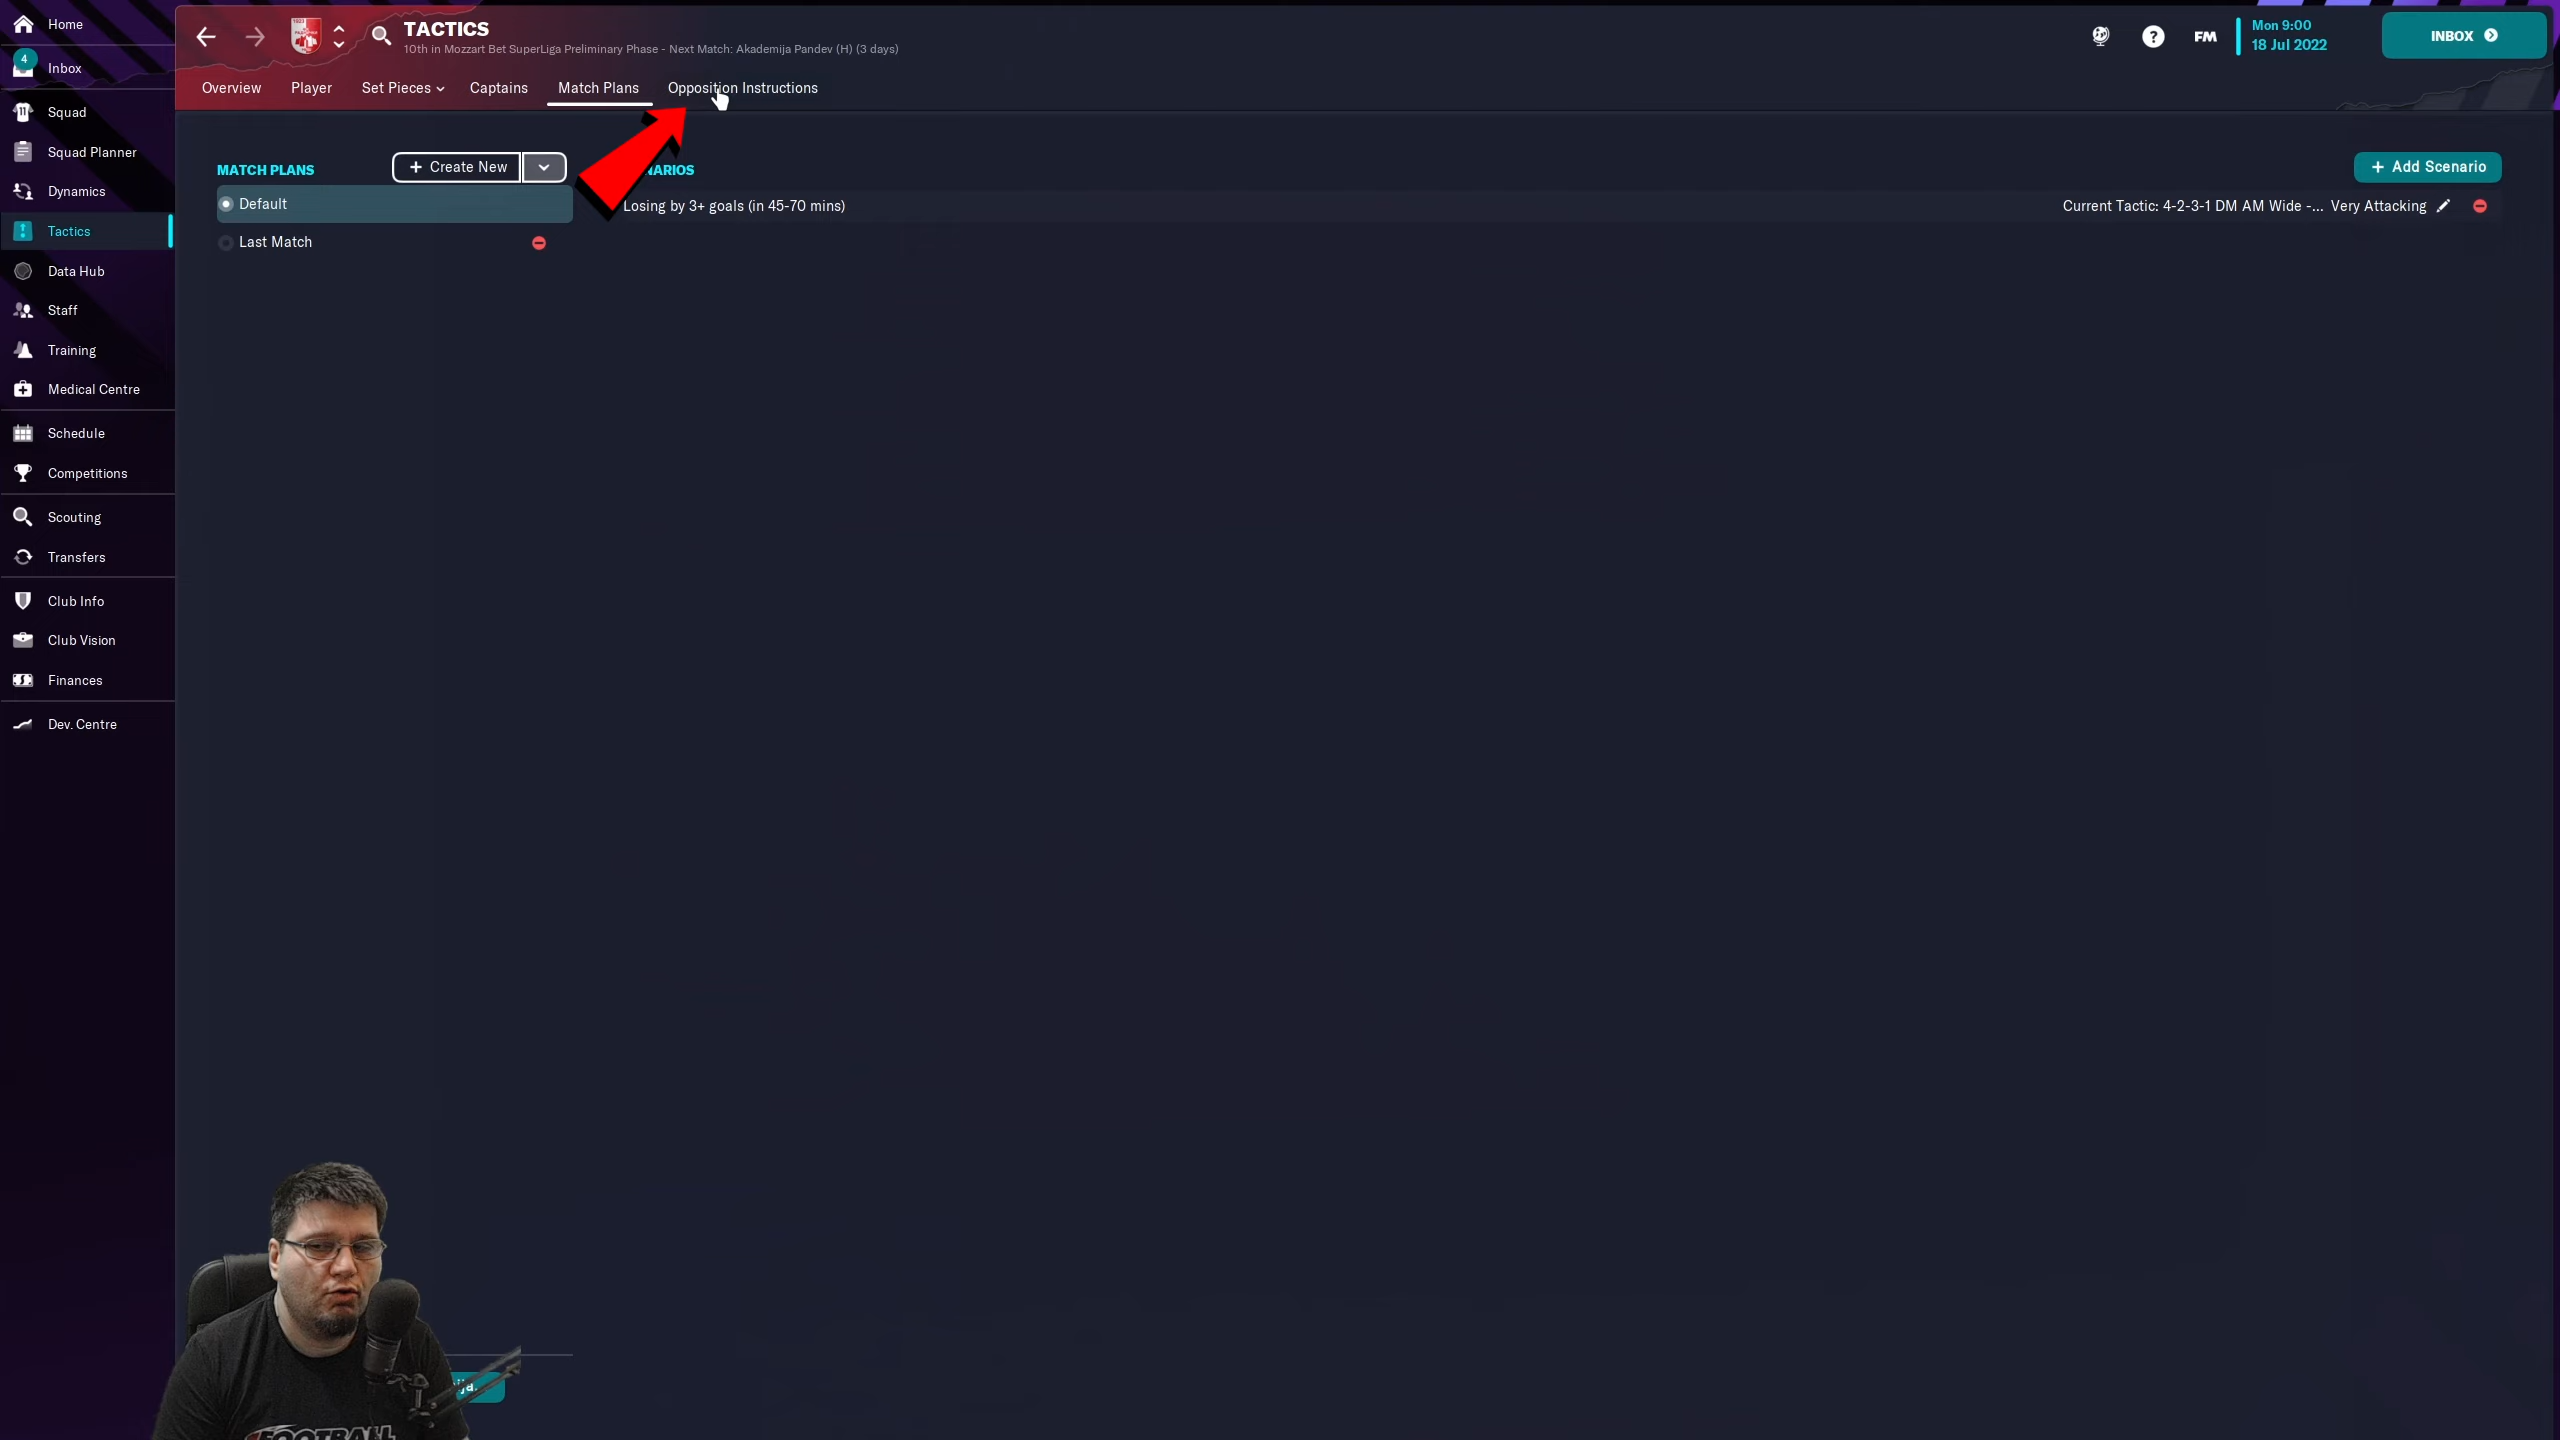 Home
4
Inbox
Squad
Squad Planner
Dynamics
Tactics
Data Hub
Staff
Training
Medical Centre
Schedule
Competitions
Scouting
Transfers
Club Info
Club Vision
Finances
Dev. Centre
TACTICS
10th in Mozzart Bet SuperLiga Preliminary Phase - Next Match: Akademija Pandev (H) (3 days)
FM
Mon 9:00
18 Jul 2022
INBOX
Overview
Player
Set Pieces
Captains
Match Plans
Opposition Instructions
MATCH PLANS
+ Create New
NARIOS
+ Add Scenario
Default
Losing by 3+ goals (in 45-70 mins)
Current Tactic: 4-2-3-1 DM AM Wide -... Very Attacking
Last Match
FOOTBALL